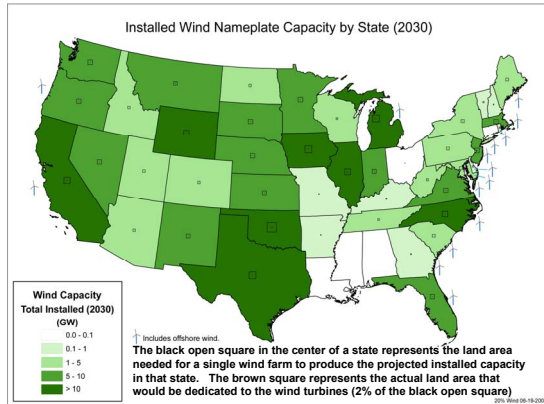 Installed Wind Nameplate Capacity by State (2030)
Wind Capacity
Total Installed (2030)
(GW)
0.0 - 0.1
0.1 - 1
1 - 5
5 - 10
> 10
Includes offshore wind.
The black open square in the center of a state represents the land area
needed for a single wind farm to produce the projected installed capacity
in that state. The brown square represents the actual land area that
would be dedicated to the wind turbines (2% of the black open square)
20% Wind 06-19-200